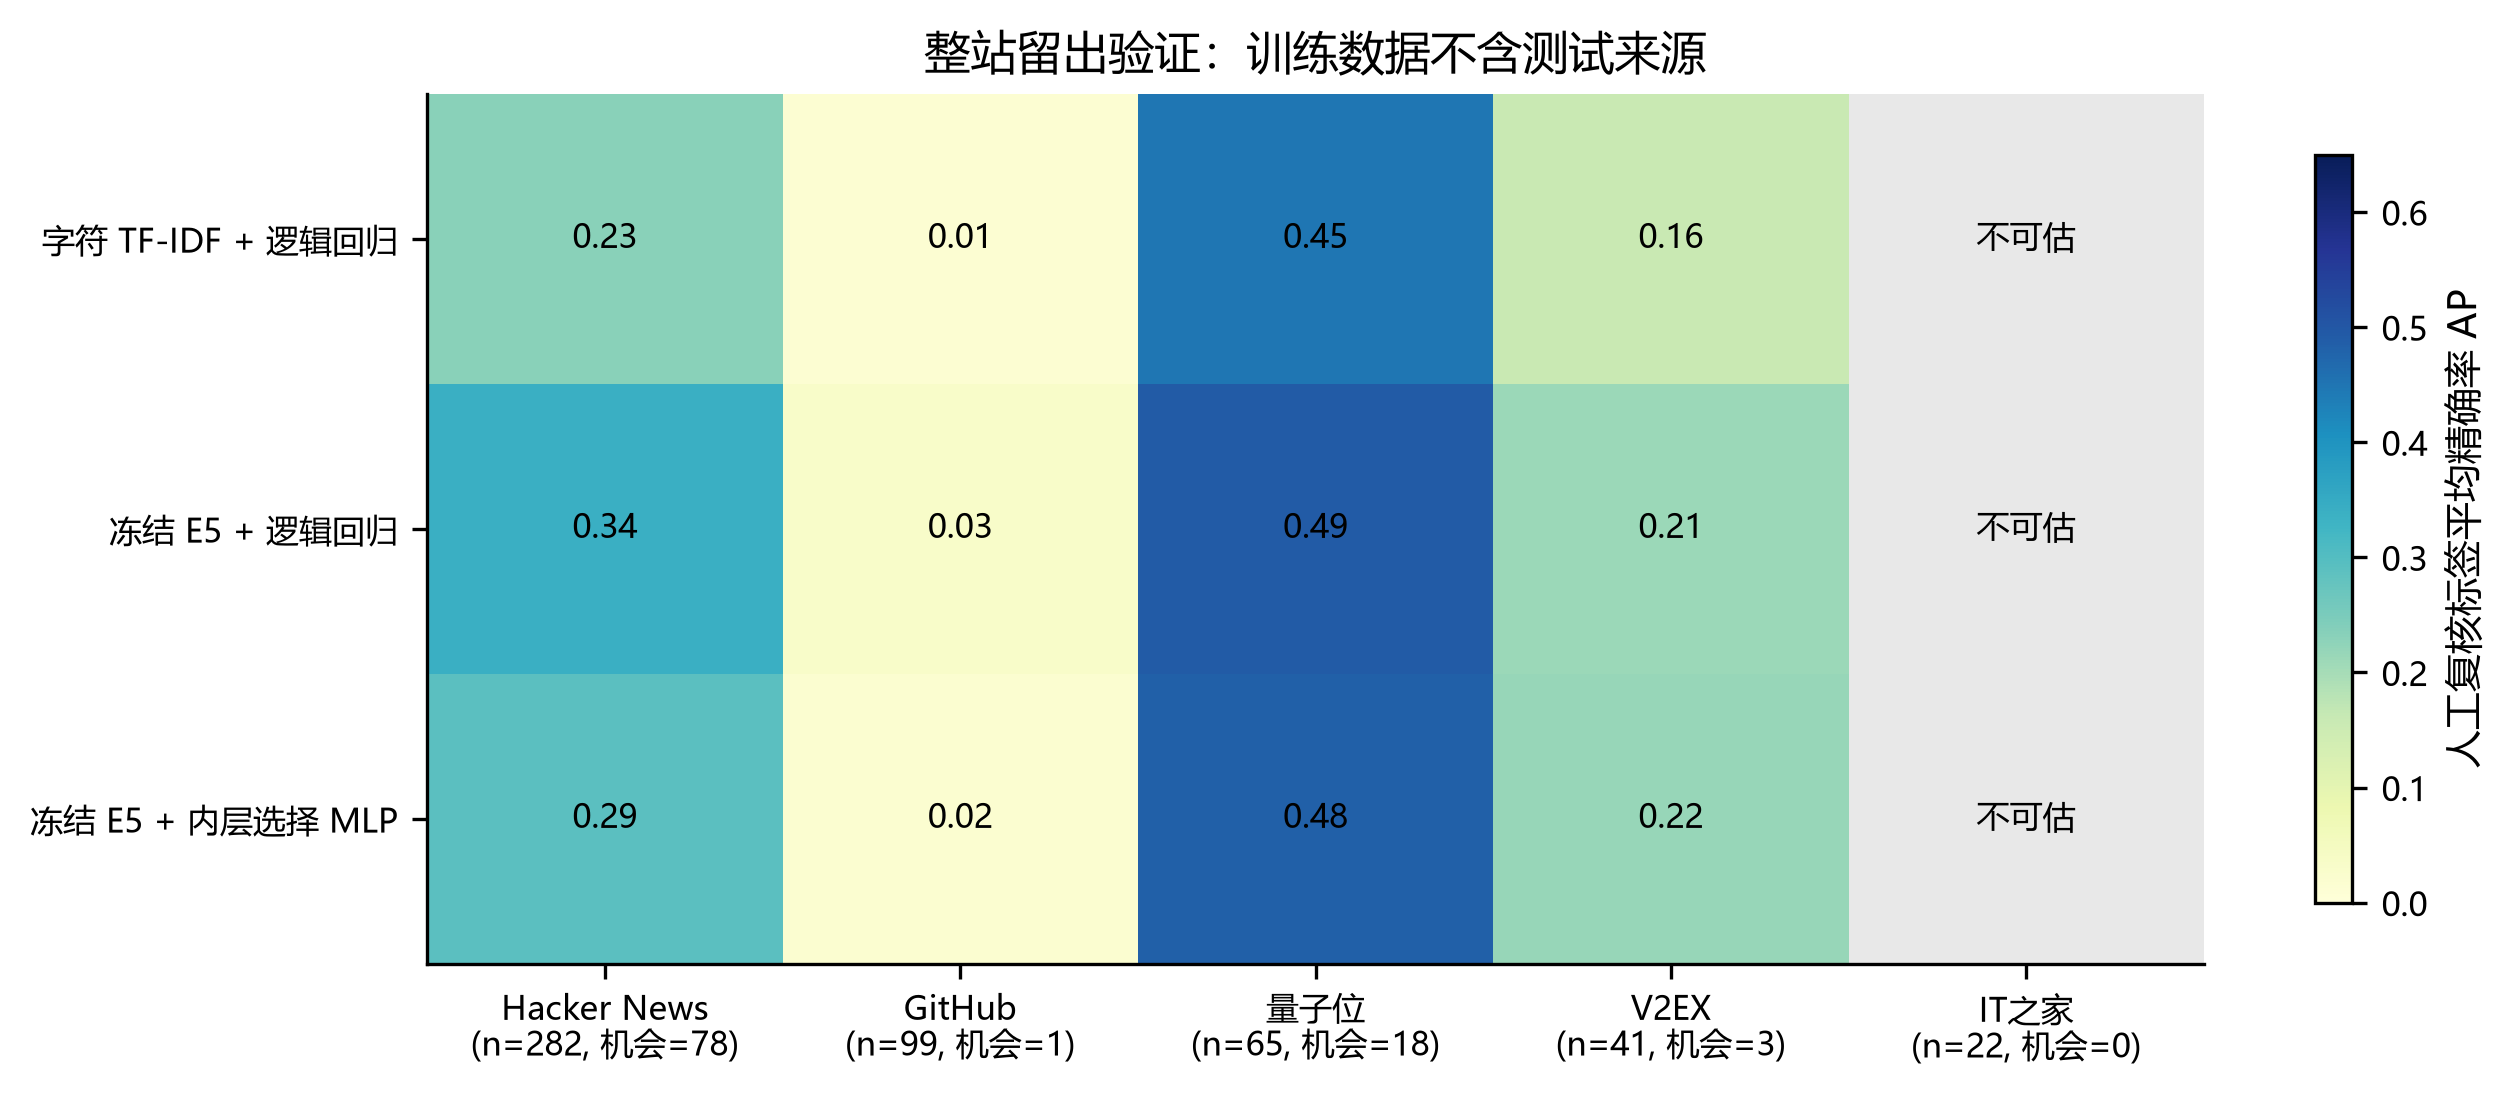 整站留出验证：训练数据不含测试来源
字符 TF-IDF + 逻辑回归
0.23
0.01
0.45
0.16
不可估
冻结 E5 + 逻辑回归
0.34
0.03
0.49
0.21
不可估
冻结 E5 + 内层选择 MLP
0.29
0.02
0.48
0.22
不可估
Hacker News
(n=282, 机会=78)
GitHub
(n=99, 机会=1)
量子位
(n=65, 机会=18)
V2EX
(n=41, 机会=3)
IT之家
(n=22, 机会=0)
0.6
0.5
0.4
0.3
0.2
0.1
0.0
人工复核标签平均精确率 AP